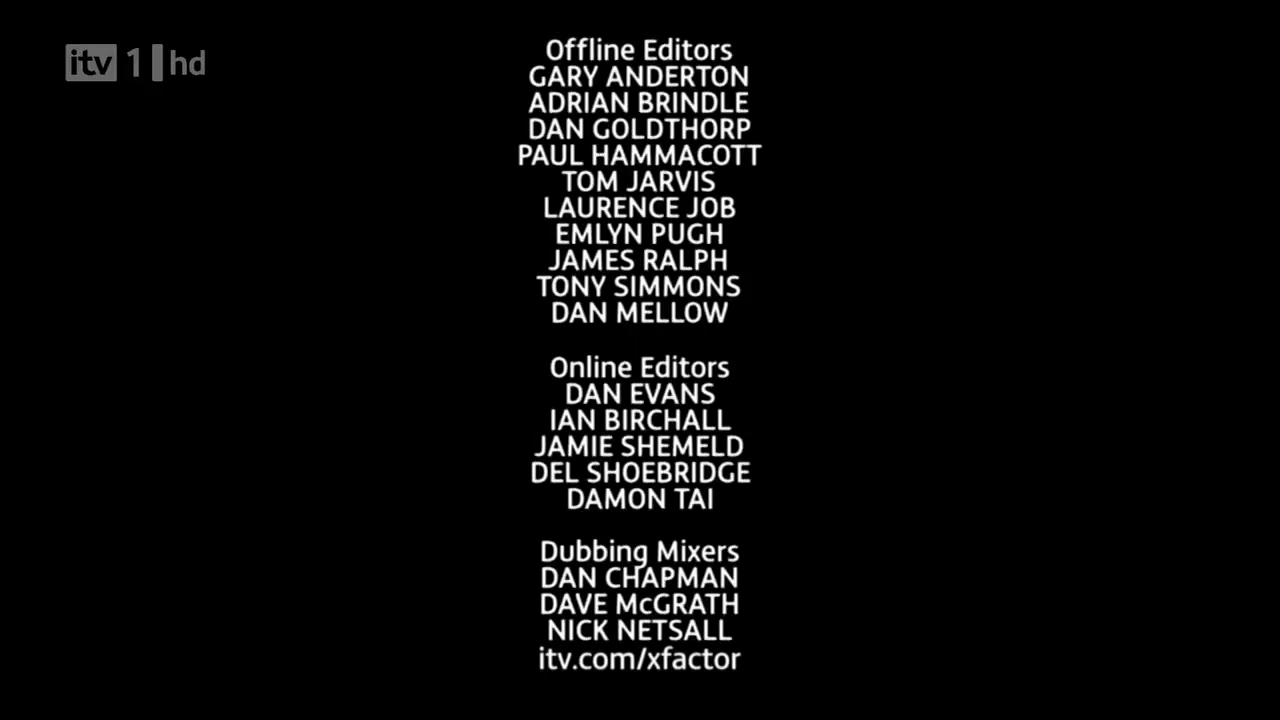 itv 1 hd
Offline Editors
GARY ANDERTON
ADRIAN BRINDLE
DAN GOLDTHORP
PAUL HAMMACOTT
TOM JARVIS
LAURENCE JOB
EMLYN PUGH
JAMES RALPH
TONY SIMMONS
DAN MELLOW
Online Editors
DAN EVANS
IAN BIRCHALL
JAMIE SHEMELD
DEL SHOEBRIDGE
DAMON TAI
Dubbing Mixers
DAN CHAPMAN
DAVE McGRATH
NICK NETSALL
itv.com/xfactor